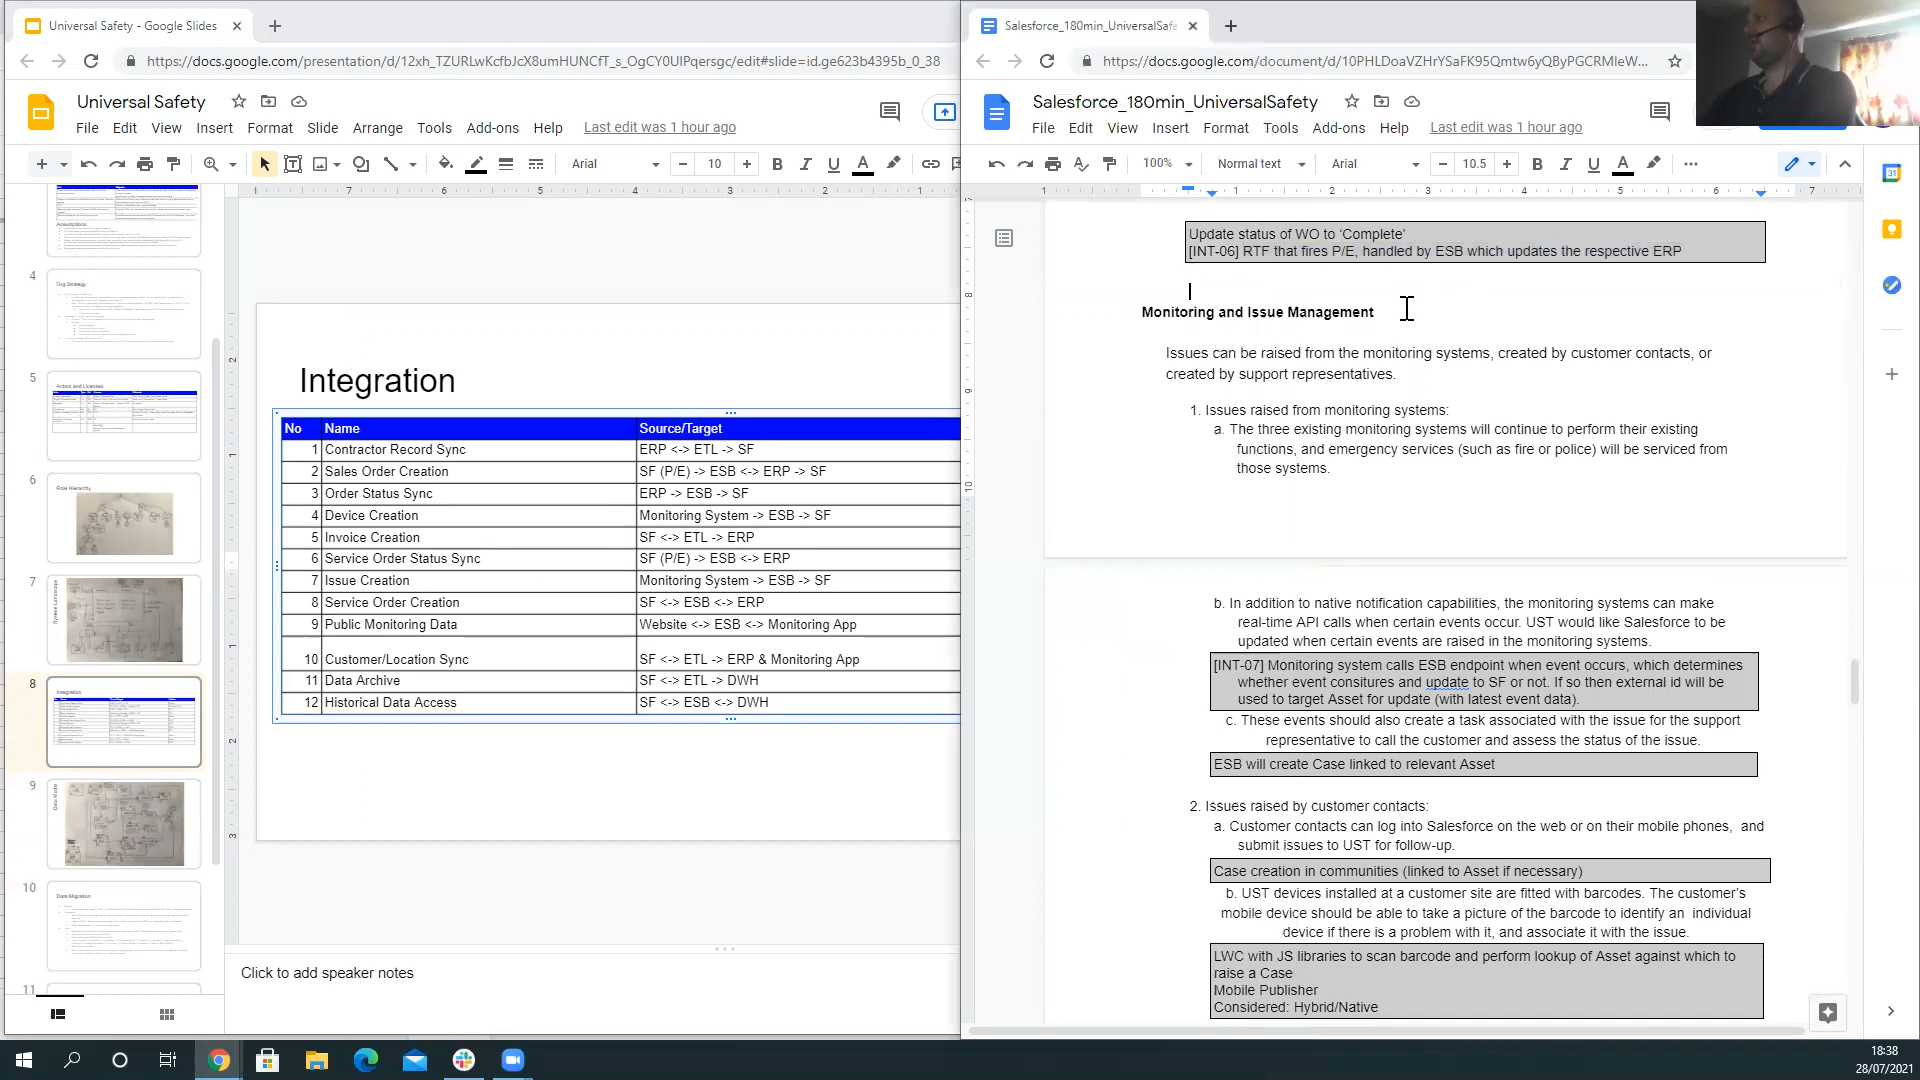 Universal Safety - Google Slides
https://docs.google.com/presentation/d/12xh_TZURLwKcfbJcX8umHUNCfT_s_OgCY0UIPqersgc/edit#slide=id.ge623b4395b_0_38
Universal Safety
File Edit View Insert Format Slide Arrange Tools Add-ons Help Last edit was 1 hour ago
Arial 10
4
Org Strategy
5
Actors and Licenses
6
Role Hierarchy
7
System Landscape
8
Integration
9
Data Model
10
Data Migration
11
Integration
No Name Source/Target
1 Contractor Record Sync ERP <-> ETL -> SF
2 Sales Order Creation SF (P/E) -> ESB <-> ERP -> SF
3 Order Status Sync ERP -> ESB -> SF
4 Device Creation Monitoring System -> ESB -> SF
5 Invoice Creation SF <-> ETL -> ERP
6 Service Order Status Sync SF (P/E) -> ESB <-> ERP
7 Issue Creation Monitoring System -> ESB -> SF
8 Service Order Creation SF <-> ESB <-> ERP
9 Public Monitoring Data Website <-> ESB <-> Monitoring App
10 Customer/Location Sync SF <-> ETL -> ERP & Monitoring App
11 Data Archive SF <-> ETL -> DWH
12 Historical Data Access SF <-> ESB <-> DWH
Click to add speaker notes
Salesforce_180min_UniversalSafe
https://docs.google.com/document/d/10PHLDoaVZHrYSaFK95Qmtw6yQByPGCRMIeW...
Salesforce_180min_UniversalSafety
File Edit View Insert Format Tools Add-ons Help Last edit was 1 hour ago
100% Normal text Arial 10.5
Update status of WO to ‘Complete’
[INT-06] RTF that fires P/E, handled by ESB which updates the respective ERP
Monitoring and Issue Management
Issues can be raised from the monitoring systems, created by customer contacts, or
created by support representatives.
1. Issues raised from monitoring systems:
a. The three existing monitoring systems will continue to perform their existing
functions, and emergency services (such as fire or police) will be serviced from
those systems.
b. In addition to native notification capabilities, the monitoring systems can make
real-time API calls when certain events occur. UST would like Salesforce to be
updated when certain events are raised in the monitoring systems.
[INT-07] Monitoring system calls ESB endpoint when event occurs, which determines
whether event consitures and update to SF or not. If so then external id will be
used to target Asset for update (with latest event data).
c. These events should also create a task associated with the issue for the support
representative to call the customer and assess the status of the issue.
ESB will create Case linked to relevant Asset
2. Issues raised by customer contacts:
a. Customer contacts can log into Salesforce on the web or on their mobile phones, and
submit issues to UST for follow-up.
Case creation in communities (linked to Asset if necessary)
b. UST devices installed at a customer site are fitted with barcodes. The customer’s
mobile device should be able to take a picture of the barcode to identify an individual
device if there is a problem with it, and associate it with the issue.
LWC with JS libraries to scan barcode and perform lookup of Asset against which to
raise a Case
Mobile Publisher
Considered: Hybrid/Native
18:38
28/07/2021